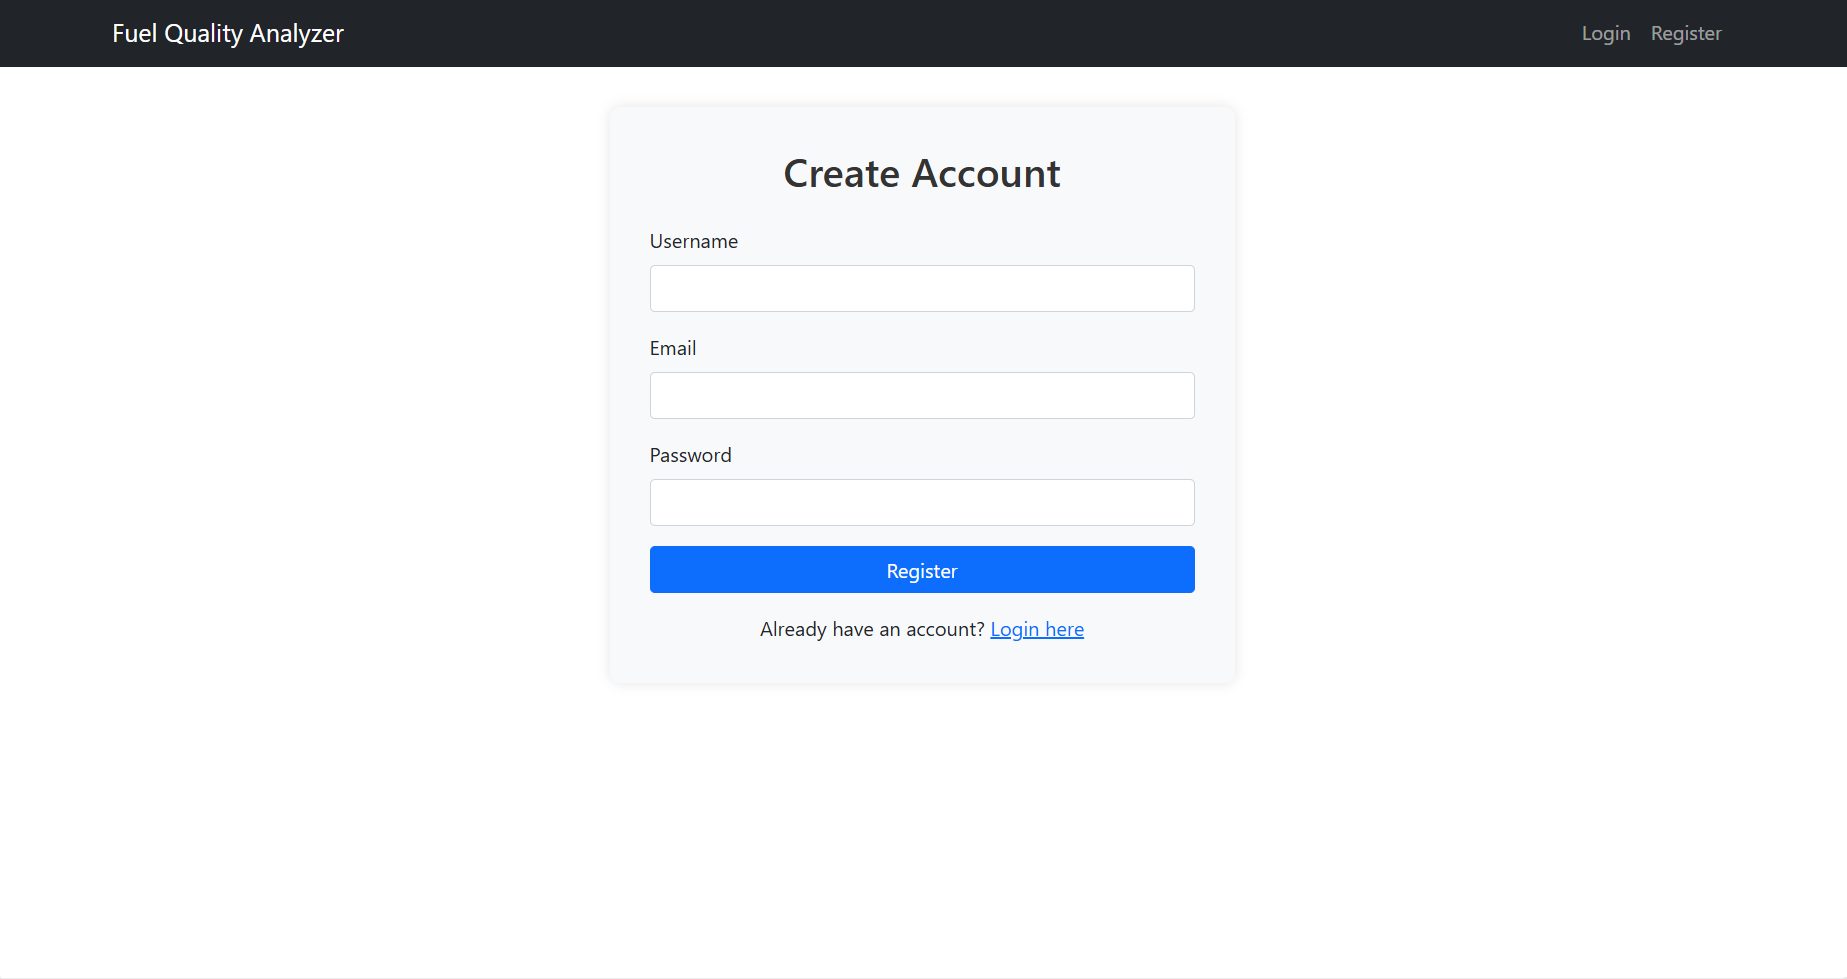 Fuel Quality Analyzer
Login Register
Create Account
Username
Email
Password
Register
Already have an account? Login here